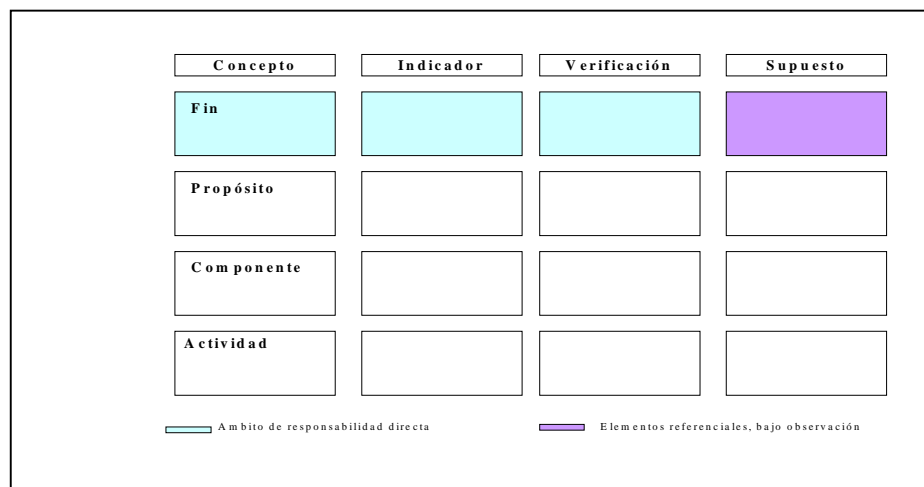 Concepto Indicador Verificación Supuesto
Fin
Propósito
Componente
Actividad
Ambito de responsabilidad directa Elementos referenciales, bajo observación